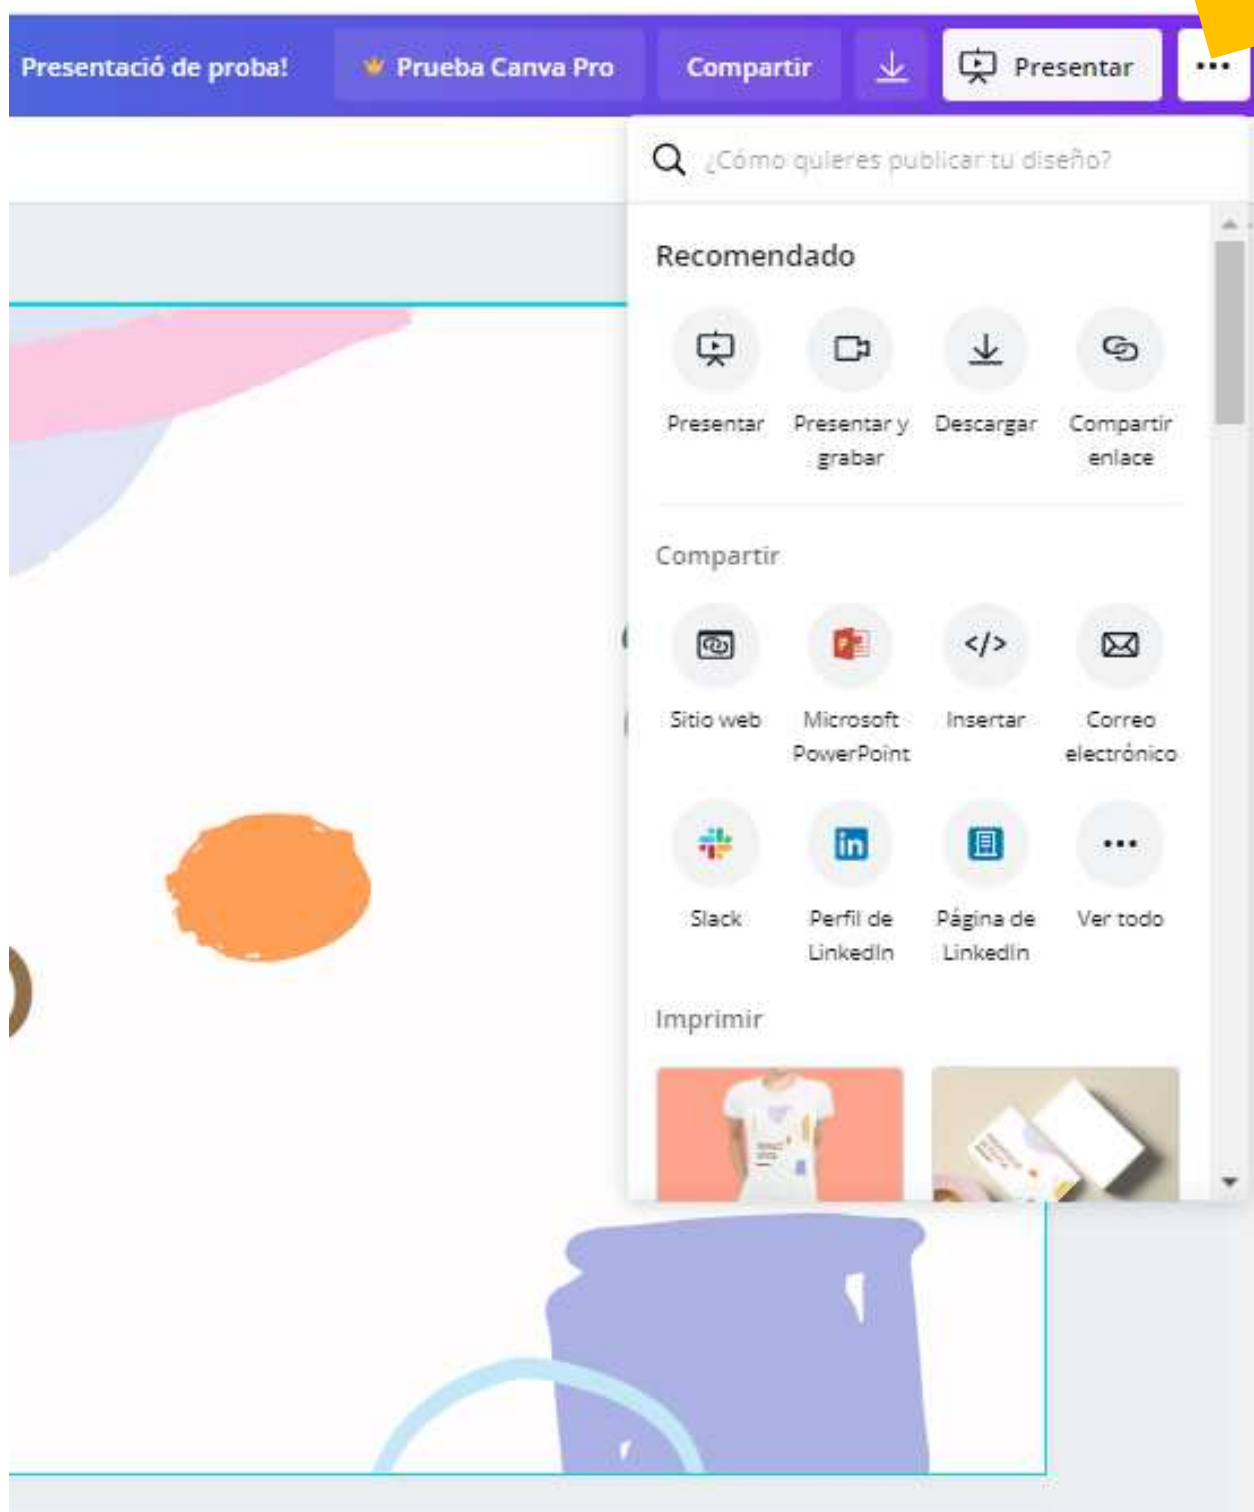 Presentació de proba!
Prueba Canva Pro
Compartir
Presentar
¿Cómo quieres publicar tu diseño?
Recomendado
Presentar
Presentar y
grabar
Descargar
Compartir
enlace
Compartir
Sitio web
Microsoft
PowerPoint
Insertar
Correo
electrónico
Slack
Perfil de
LinkedIn
Página de
LinkedIn
Ver todo
Imprimir